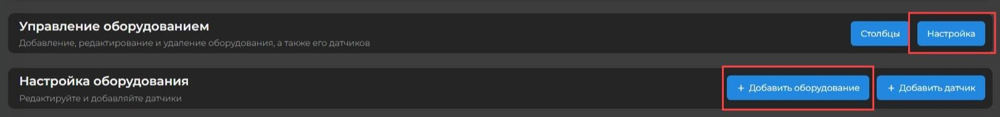 Управление оборудованием
Добавление, редактирование и удаление оборудования, а также его датчиков
Столбцы
Настройка
Настройка оборудования
Редактируйте и добавляйте датчики
+ Добавить оборудование
+ Добавить датчик